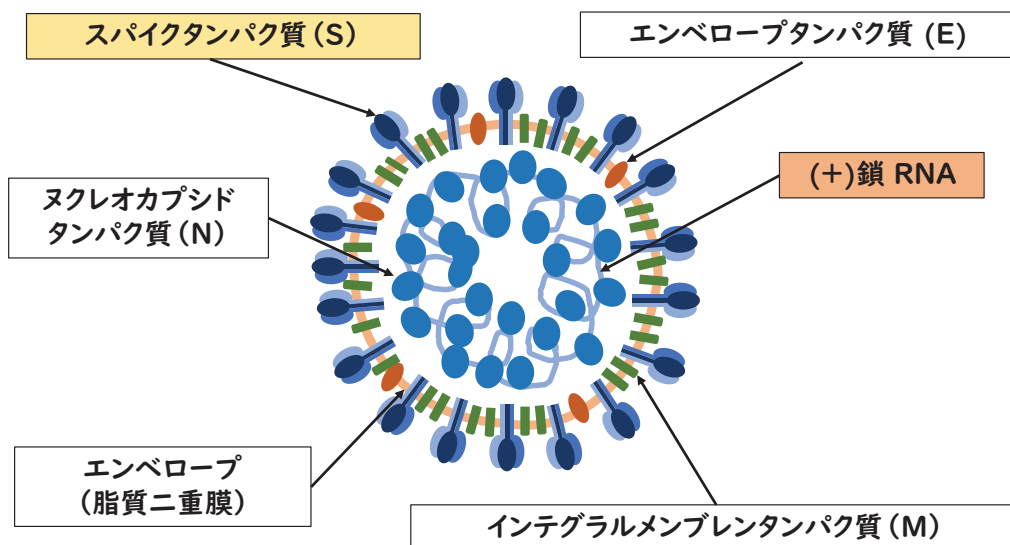 スパイクタンパク質（S）
エンベロープタンパク質 (E)
(+)鎖 RNA
ヌクレオカプシド
タンパク質（N）
エンベロープ
（脂質二重膜）
インテグラルメンブレンタンパク質（M）